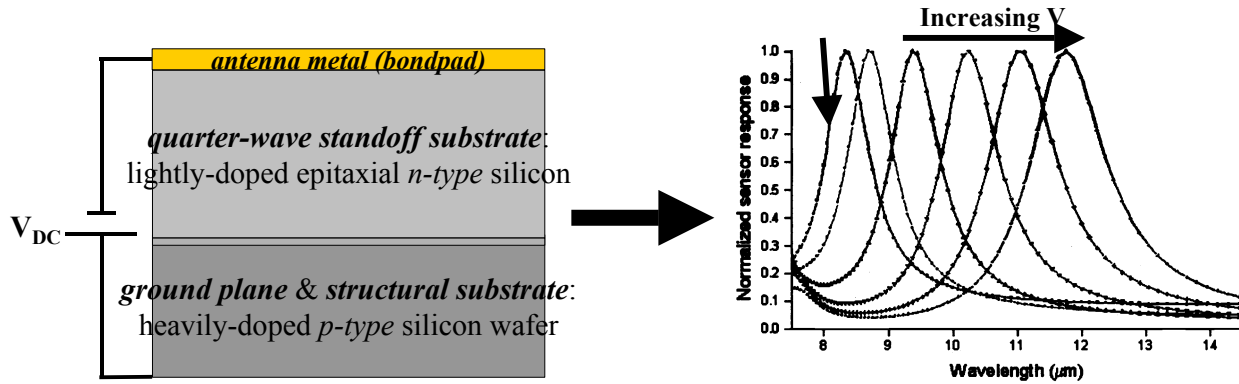 antenna metal (bondpad)
quarter-wave standoff substrate:
lightly-doped epitaxial n-type silicon
V_DC
ground plane & structural substrate:
heavily-doped p-type silicon wafer
Increasing V
Normalized sensor response
1.0
0.9
0.8
0.7
0.6
0.5
0.4
0.3
0.2
0.1
0.0
8 9 10 11 12 13 14
Wavelength (μm)